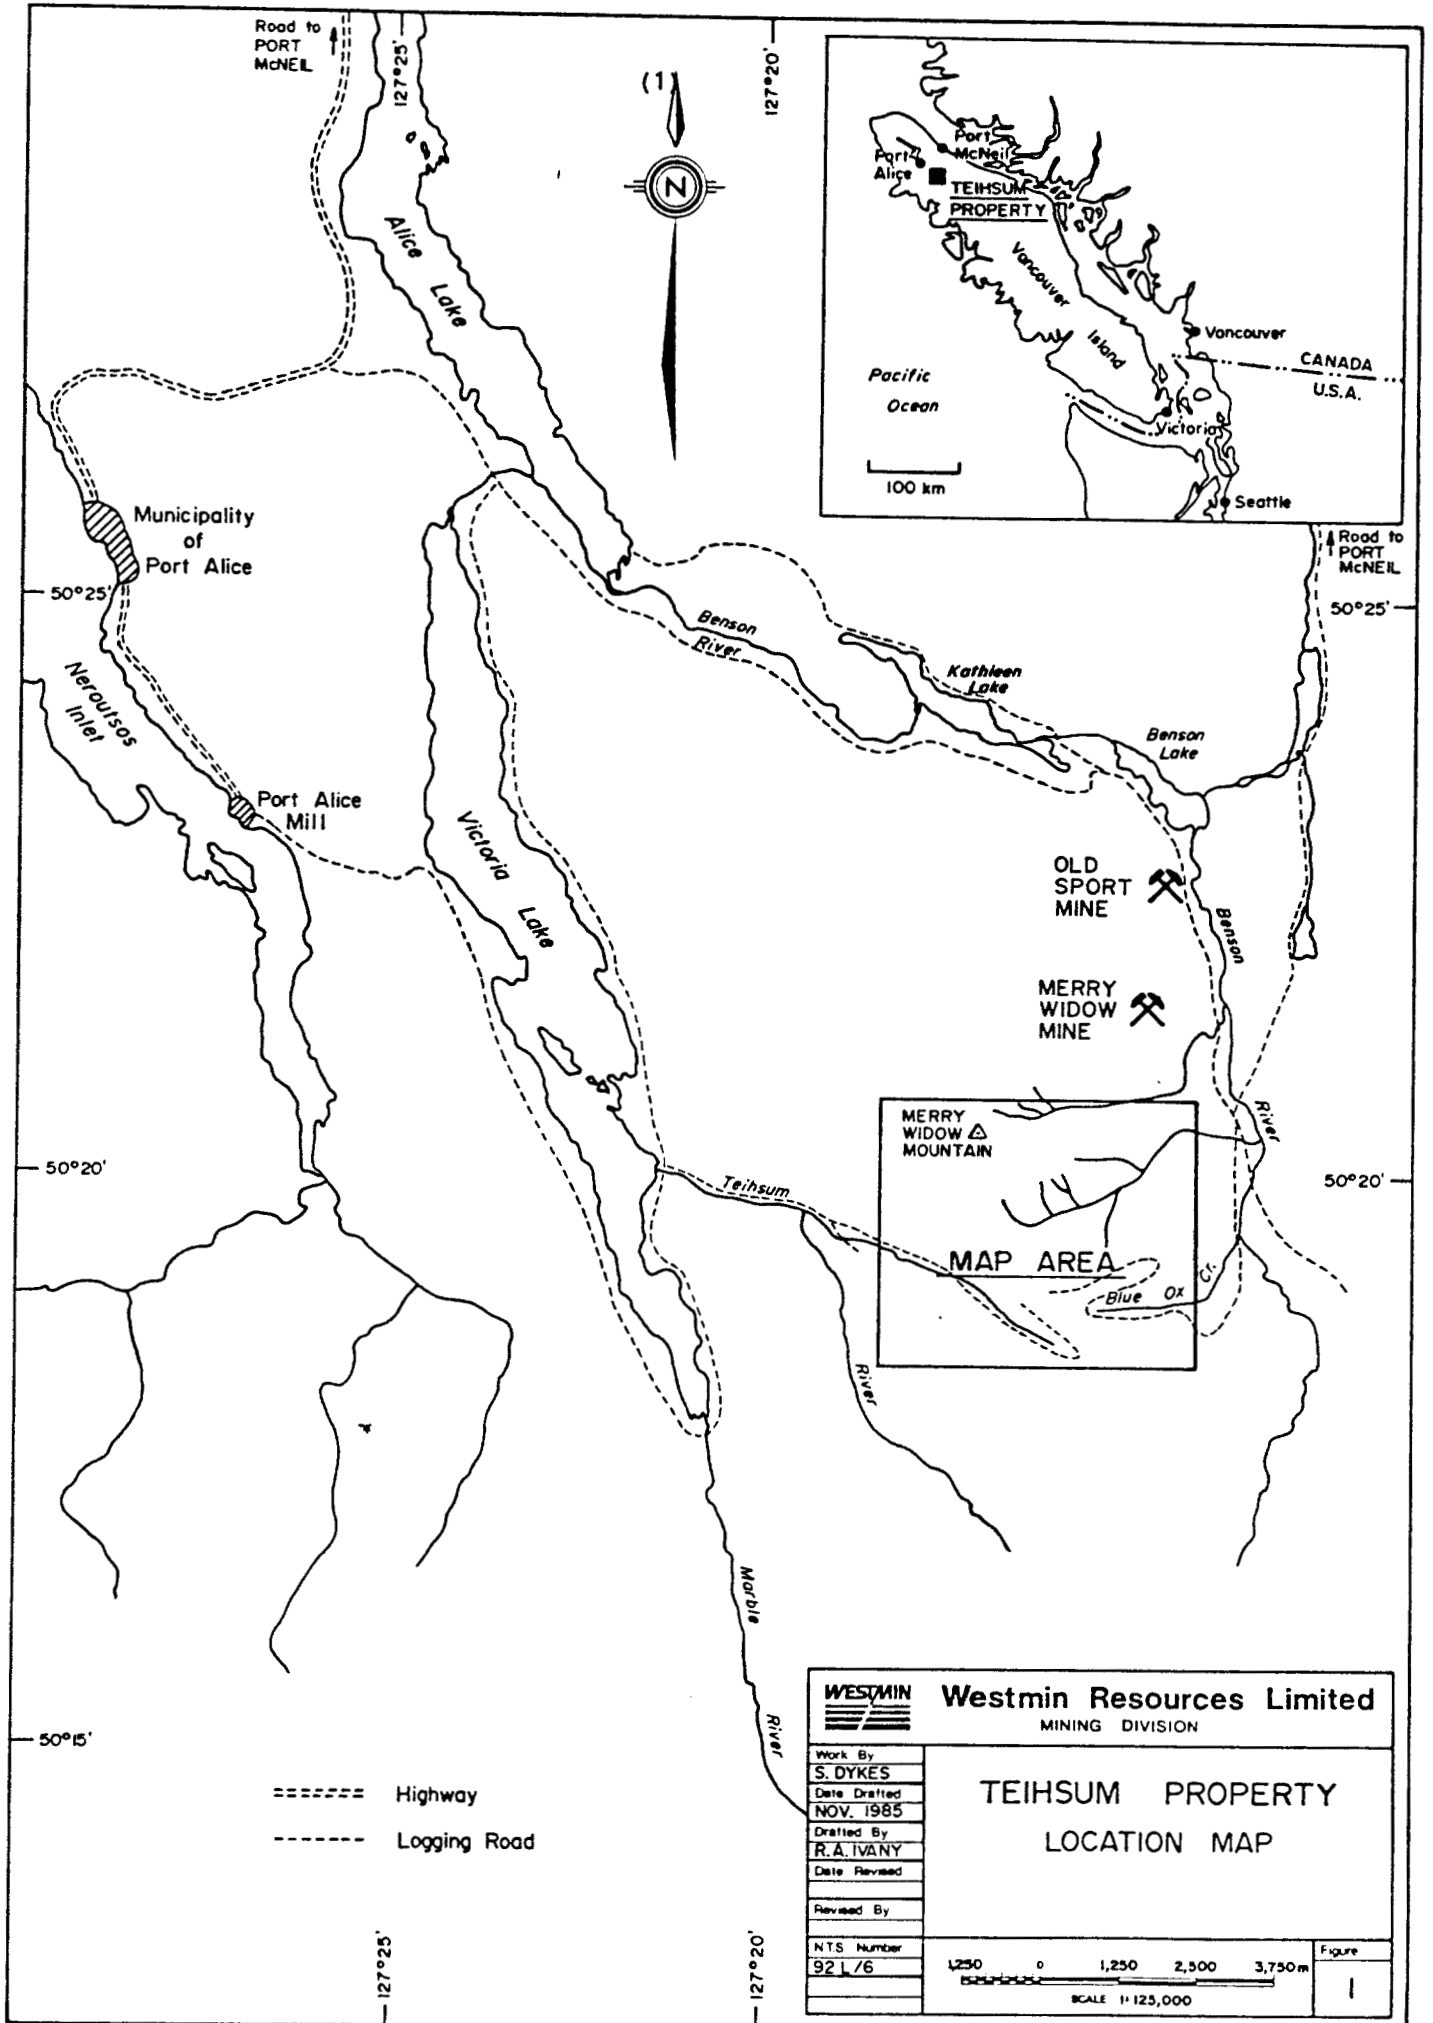 Road to
PORT
McNEIL
127°25'
(1)
N
127°20'
Port
McNeil
Port
Alice
TEIHSUM
PROPERTY
Vancouver
Island
Vancouver
CANADA
U.S.A.
Pacific
Ocean
Victoria
100 km
Seattle
Alice
Lake
Municipality
of
Port Alice
50°25'
Road to
PORT
McNEIL
50°25'
Benson
River
Neroutsos
Inlet
Kathleen
Lake
Benson
Lake
Port Alice
Mill
Victoria
Lake
OLD
SPORT
MINE
Benson
MERRY
WIDOW
MINE
River
MERRY
WIDOW
MOUNTAIN
50°20'
50°20'
Teihsum
MAP AREA
Blue Ox Cr.
River
Marble
River
50°15'
Highway
Logging Road
127°25'
127°20'
WESTMIN
Westmin Resources Limited
MINING DIVISION
Work By
S. DYKES
Date Drafted
NOV. 1985
Drafted By
R.A. IVANY
Date Revised
Revised By
N.T.S. Number
92 L/6
TEIHSUM PROPERTY
LOCATION MAP
1,250 0 1,250 2,500 3,750 m
SCALE 1:125,000
Figure
1